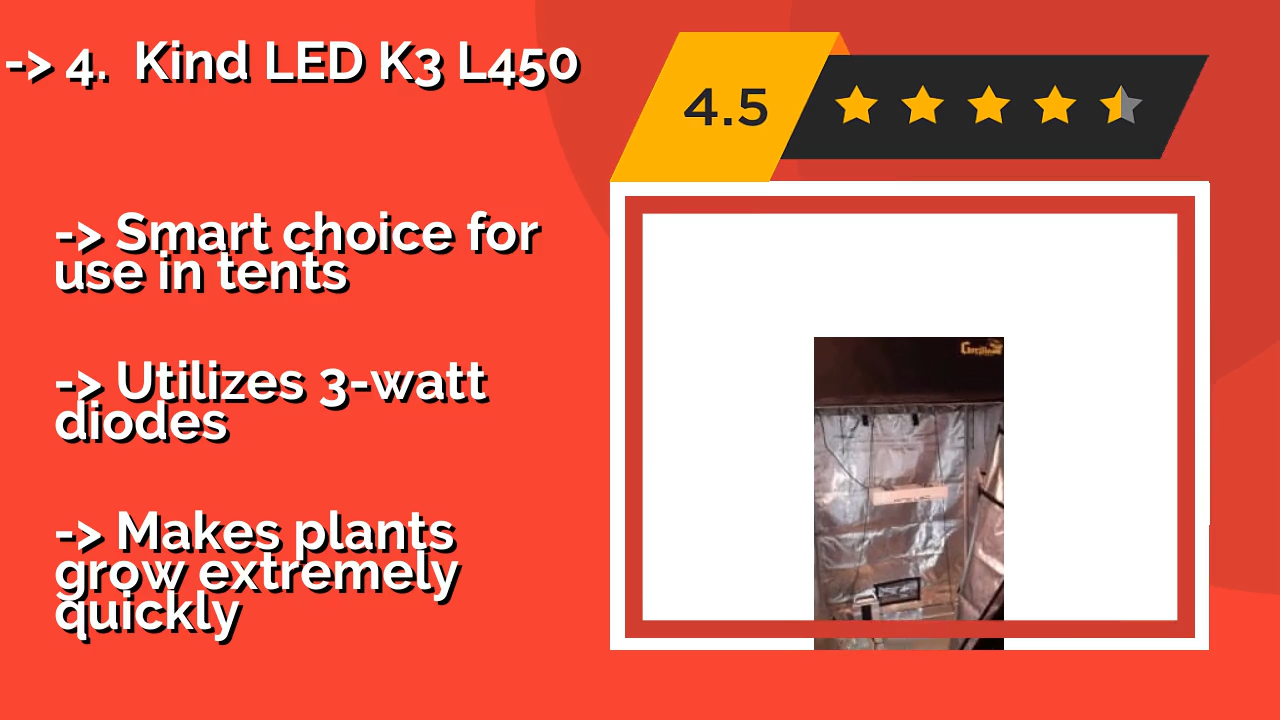 -> 4.  Kind LED K3 L450
4.5
-> Smart choice for
use in tents
-> Utilizes 3-watt
diodes
-> Makes plants
grow extremely
quickly
Gorilla